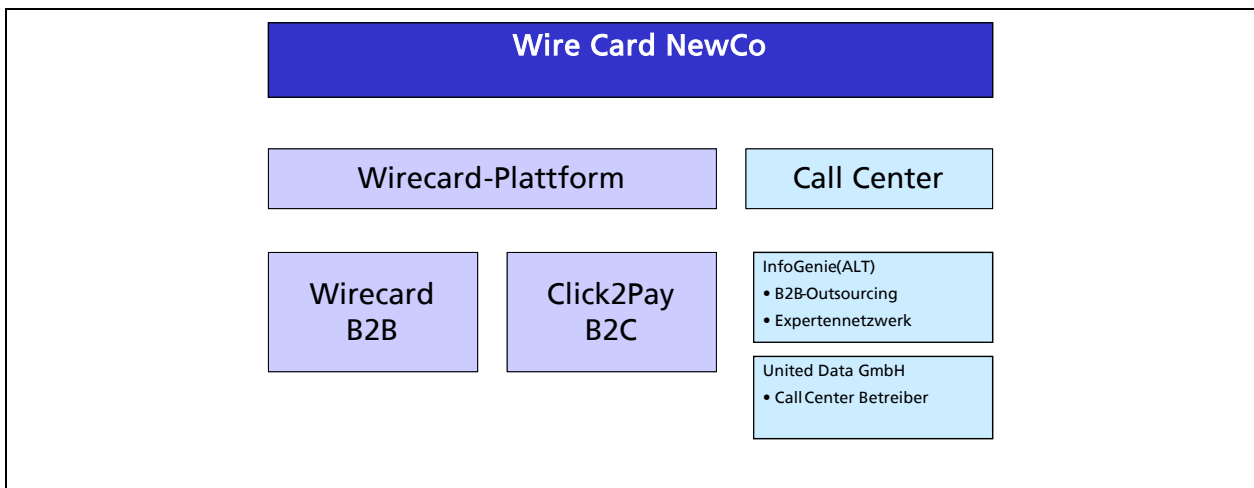 Wire Card NewCo
Wirecard-Plattform
Call Center
Wirecard
B2B
Click2Pay
B2C
InfoGenie(ALT)
• B2B-Outsourcing
• Expertennetzwerk
United Data GmbH
• Call Center Betreiber